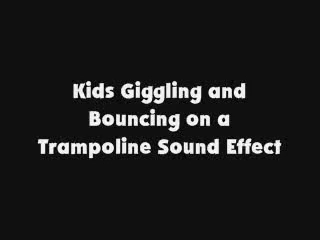 Kids Giggling and
Bouncing on a
Trampoline Sound Effect